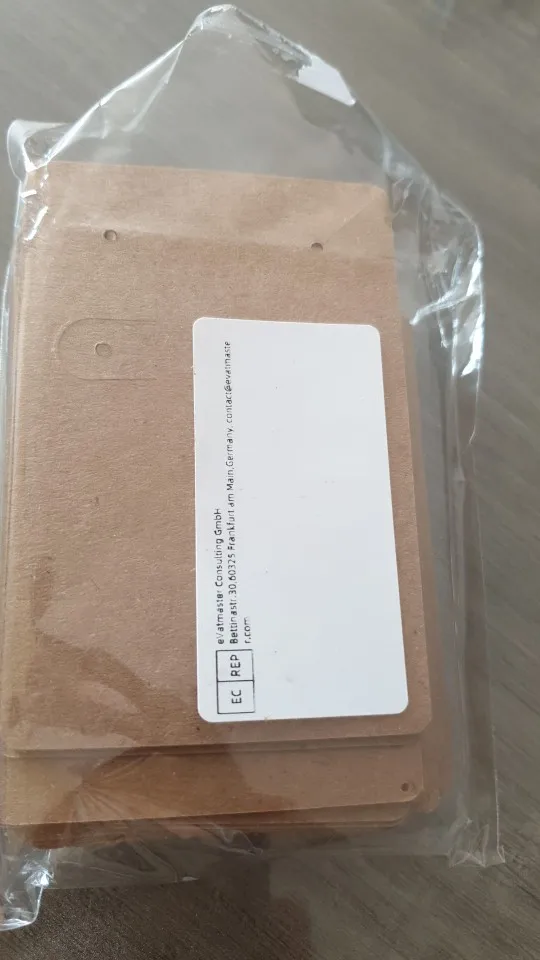 EC REP
eVatmaster Consulting GmbH
Bettinastr. 30,60325 Frankfurt am Main,Germany, contact@evatmaste
r.com